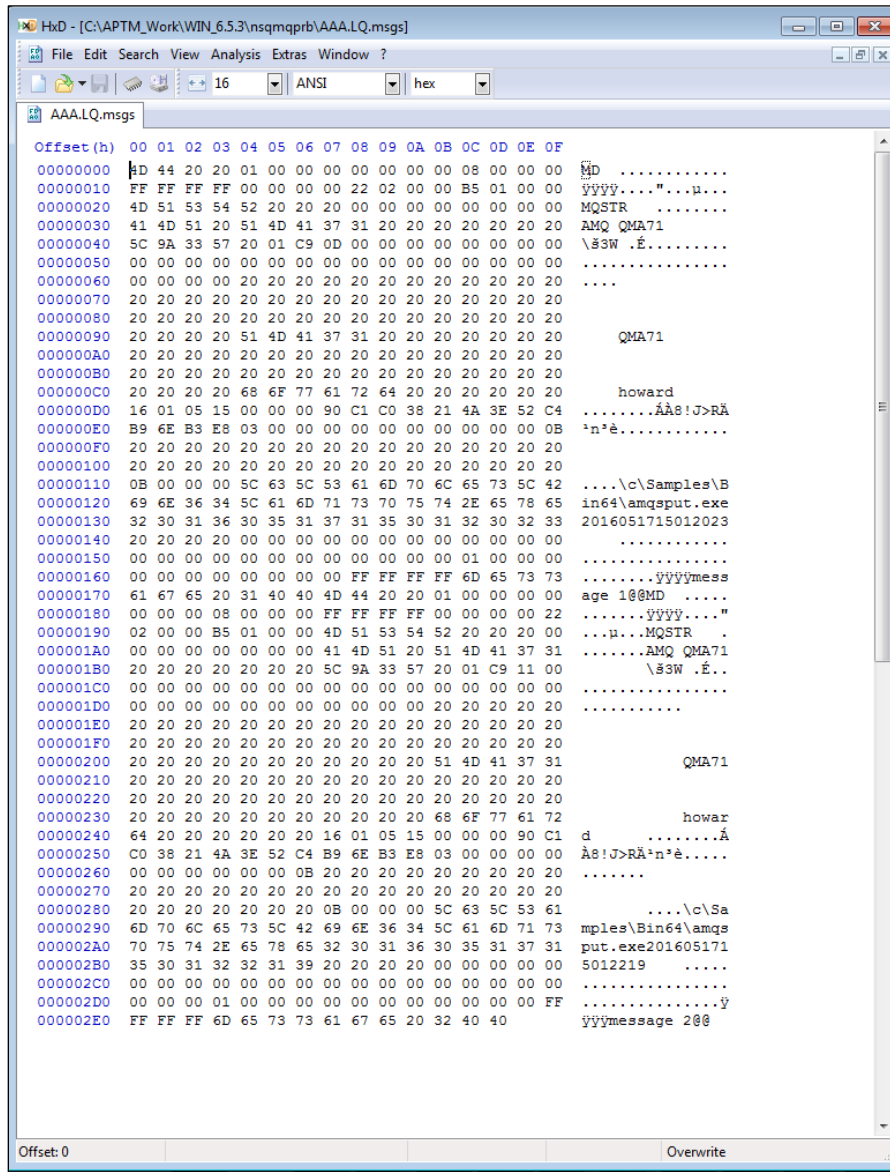 HxD - [C:\APTM_Work\WIN_6.5.3\nsqmqprb\AAA.LQ.msgs]
File Edit Search View Analysis Extras Window ?
16 ANSI hex
AAA.LQ.msgs
Offset(h) 00 01 02 03 04 05 06 07 08 09 0A 0B 0C 0D 0E 0F
00000000 4D 44 20 20 01 00 00 00 00 00 00 00 08 00 00 00 MD ............
00000010 FF FF FF FF 00 00 00 00 22 02 00 00 B5 01 00 00 ÿÿÿÿ...."...µ...
00000020 4D 51 53 54 52 20 20 20 00 00 00 00 00 00 00 00 MQSTR ........
00000030 41 4D 51 20 51 4D 41 37 31 20 20 20 20 20 20 20 AMQ QMA71
00000040 5C 9A 33 57 20 01 C9 0D 00 00 00 00 00 00 00 00 \š3W .É.........
00000050 00 00 00 00 00 00 00 00 00 00 00 00 00 00 00 00 ................
00000060 00 00 00 00 20 20 20 20 20 20 20 20 20 20 20 20 ....
00000070 20 20 20 20 20 20 20 20 20 20 20 20 20 20 20 20
00000080 20 20 20 20 20 20 20 20 20 20 20 20 20 20 20 20
00000090 20 20 20 20 51 4D 41 37 31 20 20 20 20 20 20 20 QMA71
000000A0 20 20 20 20 20 20 20 20 20 20 20 20 20 20 20 20
000000B0 20 20 20 20 20 20 20 20 20 20 20 20 20 20 20 20
000000C0 20 20 20 20 68 6F 77 61 72 64 20 20 20 20 20 20 howard
000000D0 16 01 05 15 00 00 00 90 C1 C0 38 21 4A 3E 52 C4 ........ÁÀ8!J>RÄ
000000E0 B9 6E B3 E8 03 00 00 00 00 00 00 00 00 00 00 0B ¹n³è............
000000F0 20 20 20 20 20 20 20 20 20 20 20 20 20 20 20 20
00000100 20 20 20 20 20 20 20 20 20 20 20 20 20 20 20 20
00000110 0B 00 00 00 5C 63 5C 53 61 6D 70 6C 65 73 5C 42 ....\c\Samples\B
00000120 69 6E 36 34 5C 61 6D 71 73 70 75 74 2E 65 78 65 in64\amqsput.exe
00000130 32 30 31 36 30 35 31 37 31 35 30 31 32 30 32 33 2016051715012023
00000140 20 20 20 20 00 00 00 00 00 00 00 00 00 00 00 00 ............
00000150 00 00 00 00 00 00 00 00 00 00 00 00 01 00 00 00 ................
00000160 00 00 00 00 00 00 00 00 FF FF FF FF 6D 65 73 73 ........ÿÿÿÿmess
00000170 61 67 65 20 31 40 40 4D 44 20 20 01 00 00 00 00 age 1@@MD .....
00000180 00 00 00 08 00 00 00 FF FF FF FF 00 00 00 00 22 .......ÿÿÿÿ...."
00000190 02 00 00 B5 01 00 00 4D 51 53 54 52 20 20 20 00 ...µ...MQSTR .
000001A0 00 00 00 00 00 00 00 41 4D 51 20 51 4D 41 37 31 .......AMQ QMA71
000001B0 20 20 20 20 20 20 20 5C 9A 33 57 20 01 C9 11 00 \š3W .É..
000001C0 00 00 00 00 00 00 00 00 00 00 00 00 00 00 00 00 ................
000001D0 00 00 00 00 00 00 00 00 00 00 00 20 20 20 20 20 ...........
000001E0 20 20 20 20 20 20 20 20 20 20 20 20 20 20 20 20
000001F0 20 20 20 20 20 20 20 20 20 20 20 20 20 20 20 20
00000200 20 20 20 20 20 20 20 20 20 20 20 51 4D 41 37 31 QMA71
00000210 20 20 20 20 20 20 20 20 20 20 20 20 20 20 20 20
00000220 20 20 20 20 20 20 20 20 20 20 20 20 20 20 20 20
00000230 20 20 20 20 20 20 20 20 20 20 20 68 6F 77 61 72 howar
00000240 64 20 20 20 20 20 20 16 01 05 15 00 00 00 90 C1 d ........Á
00000250 C0 38 21 4A 3E 52 C4 B9 6E B3 E8 03 00 00 00 00 À8!J>RÄ¹n³è.....
00000260 00 00 00 00 00 00 0B 20 20 20 20 20 20 20 20 20 .......
00000270 20 20 20 20 20 20 20 20 20 20 20 20 20 20 20 20
00000280 20 20 20 20 20 20 20 0B 00 00 00 5C 63 5C 53 61 ....\c\Sa
00000290 6D 70 6C 65 73 5C 42 69 6E 36 34 5C 61 6D 71 73 mples\Bin64\amqs
000002A0 70 75 74 2E 65 78 65 32 30 31 36 30 35 31 37 31 put.exe201605171
000002B0 35 30 31 32 32 31 39 20 20 20 20 00 00 00 00 00 5012219 .....
000002C0 00 00 00 00 00 00 00 00 00 00 00 00 00 00 00 00 ................
000002D0 00 00 00 01 00 00 00 00 00 00 00 00 00 00 00 FF ...............ÿ
000002E0 FF FF FF 6D 65 73 73 61 67 65 20 32 40 40 ÿÿÿmessage 2@@
Offset: 0 Overwrite